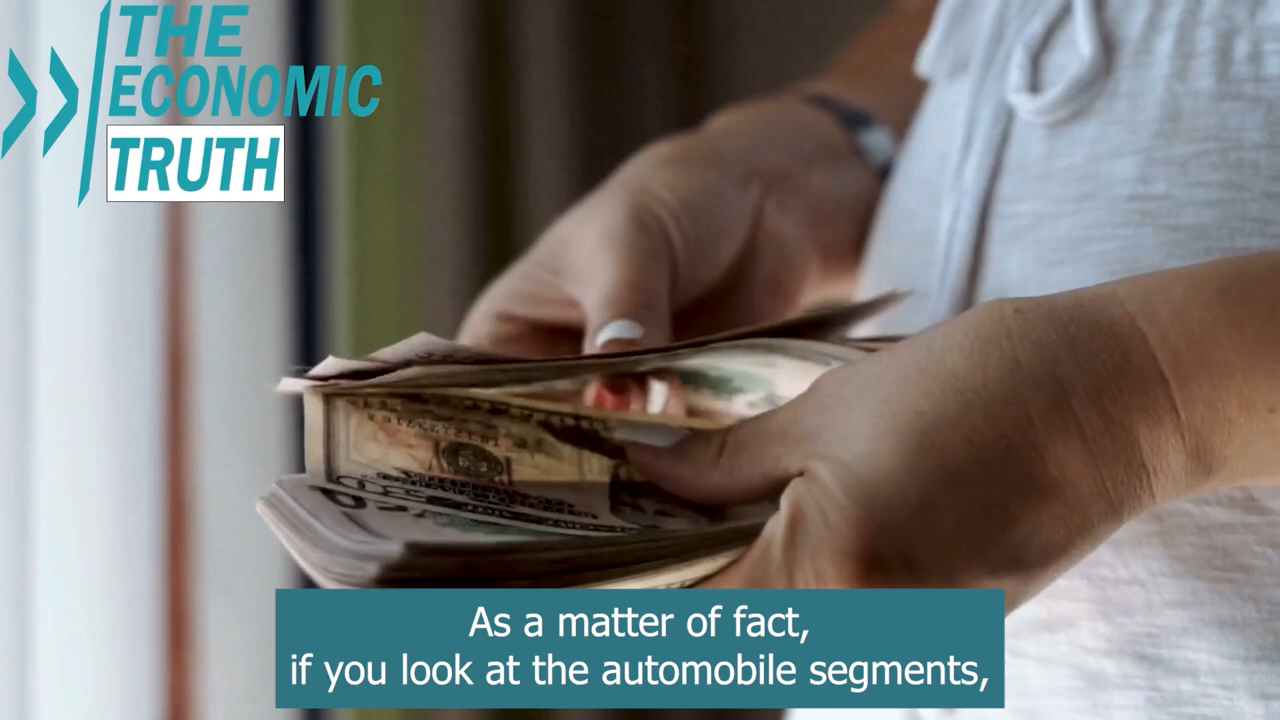 THE
ECONOMIC
TRUTH
As a matter of fact,
if you look at the automobile segments,